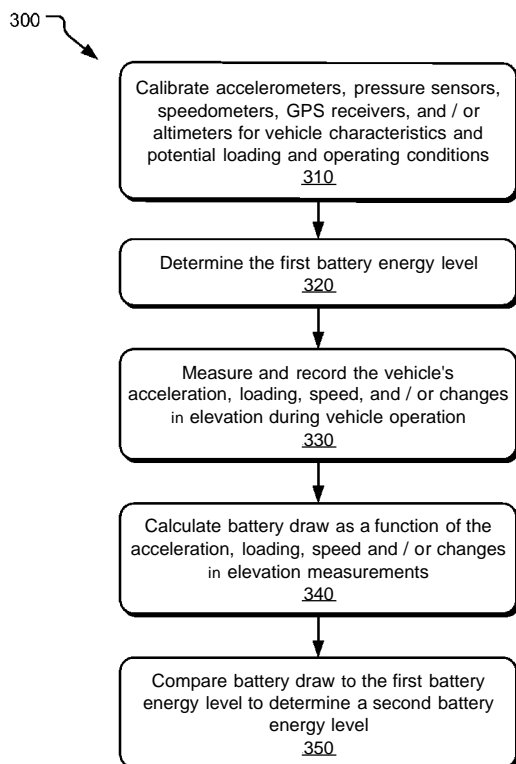 300
Calibrate accelerometers, pressure sensors,
speedometers, GPS receivers, and / or
altimeters for vehicle characteristics and
potential loading and operating conditions
310
Determine the first battery energy level
320
Measure and record the vehicle's
acceleration, loading, speed, and / or changes
in elevation during vehicle operation
330
Calculate battery draw as a function of the
acceleration, loading, speed and / or changes
in elevation measurements
340
Compare battery draw to the first battery
energy level to determine a second battery
energy level
350